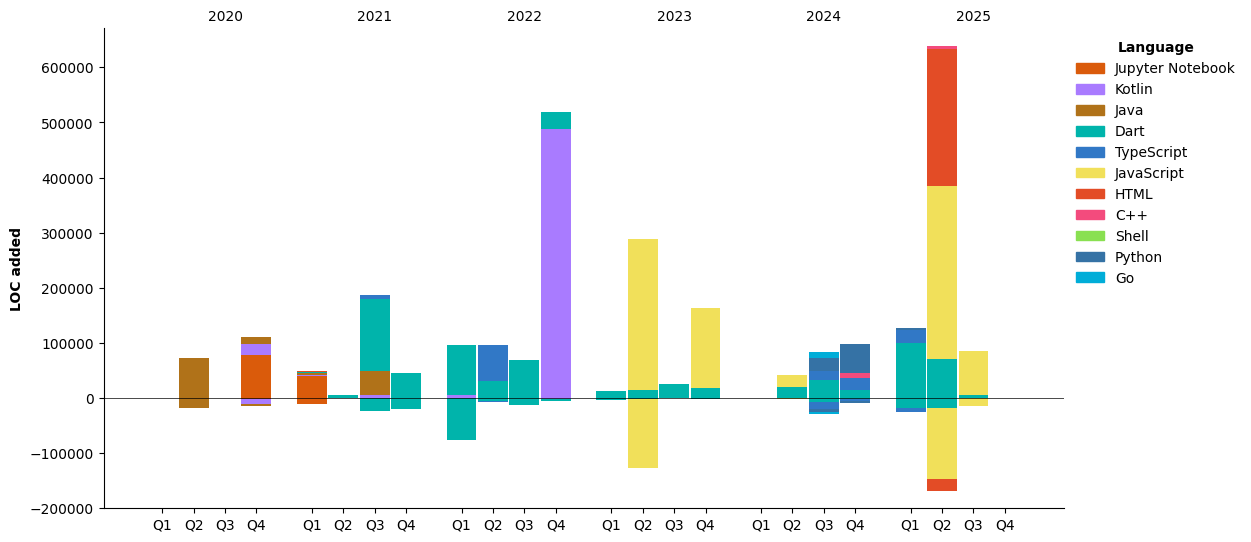 2020 2021 2022 2023 2024 2025
LOC added
600000
500000
400000
300000
200000
100000
0
−100000
−200000
Q1 Q2 Q3 Q4 Q1 Q2 Q3 Q4 Q1 Q2 Q3 Q4 Q1 Q2 Q3 Q4 Q1 Q2 Q3 Q4 Q1 Q2 Q3 Q4
Language
Jupyter Notebook
Kotlin
Java
Dart
TypeScript
JavaScript
HTML
C++
Shell
Python
Go